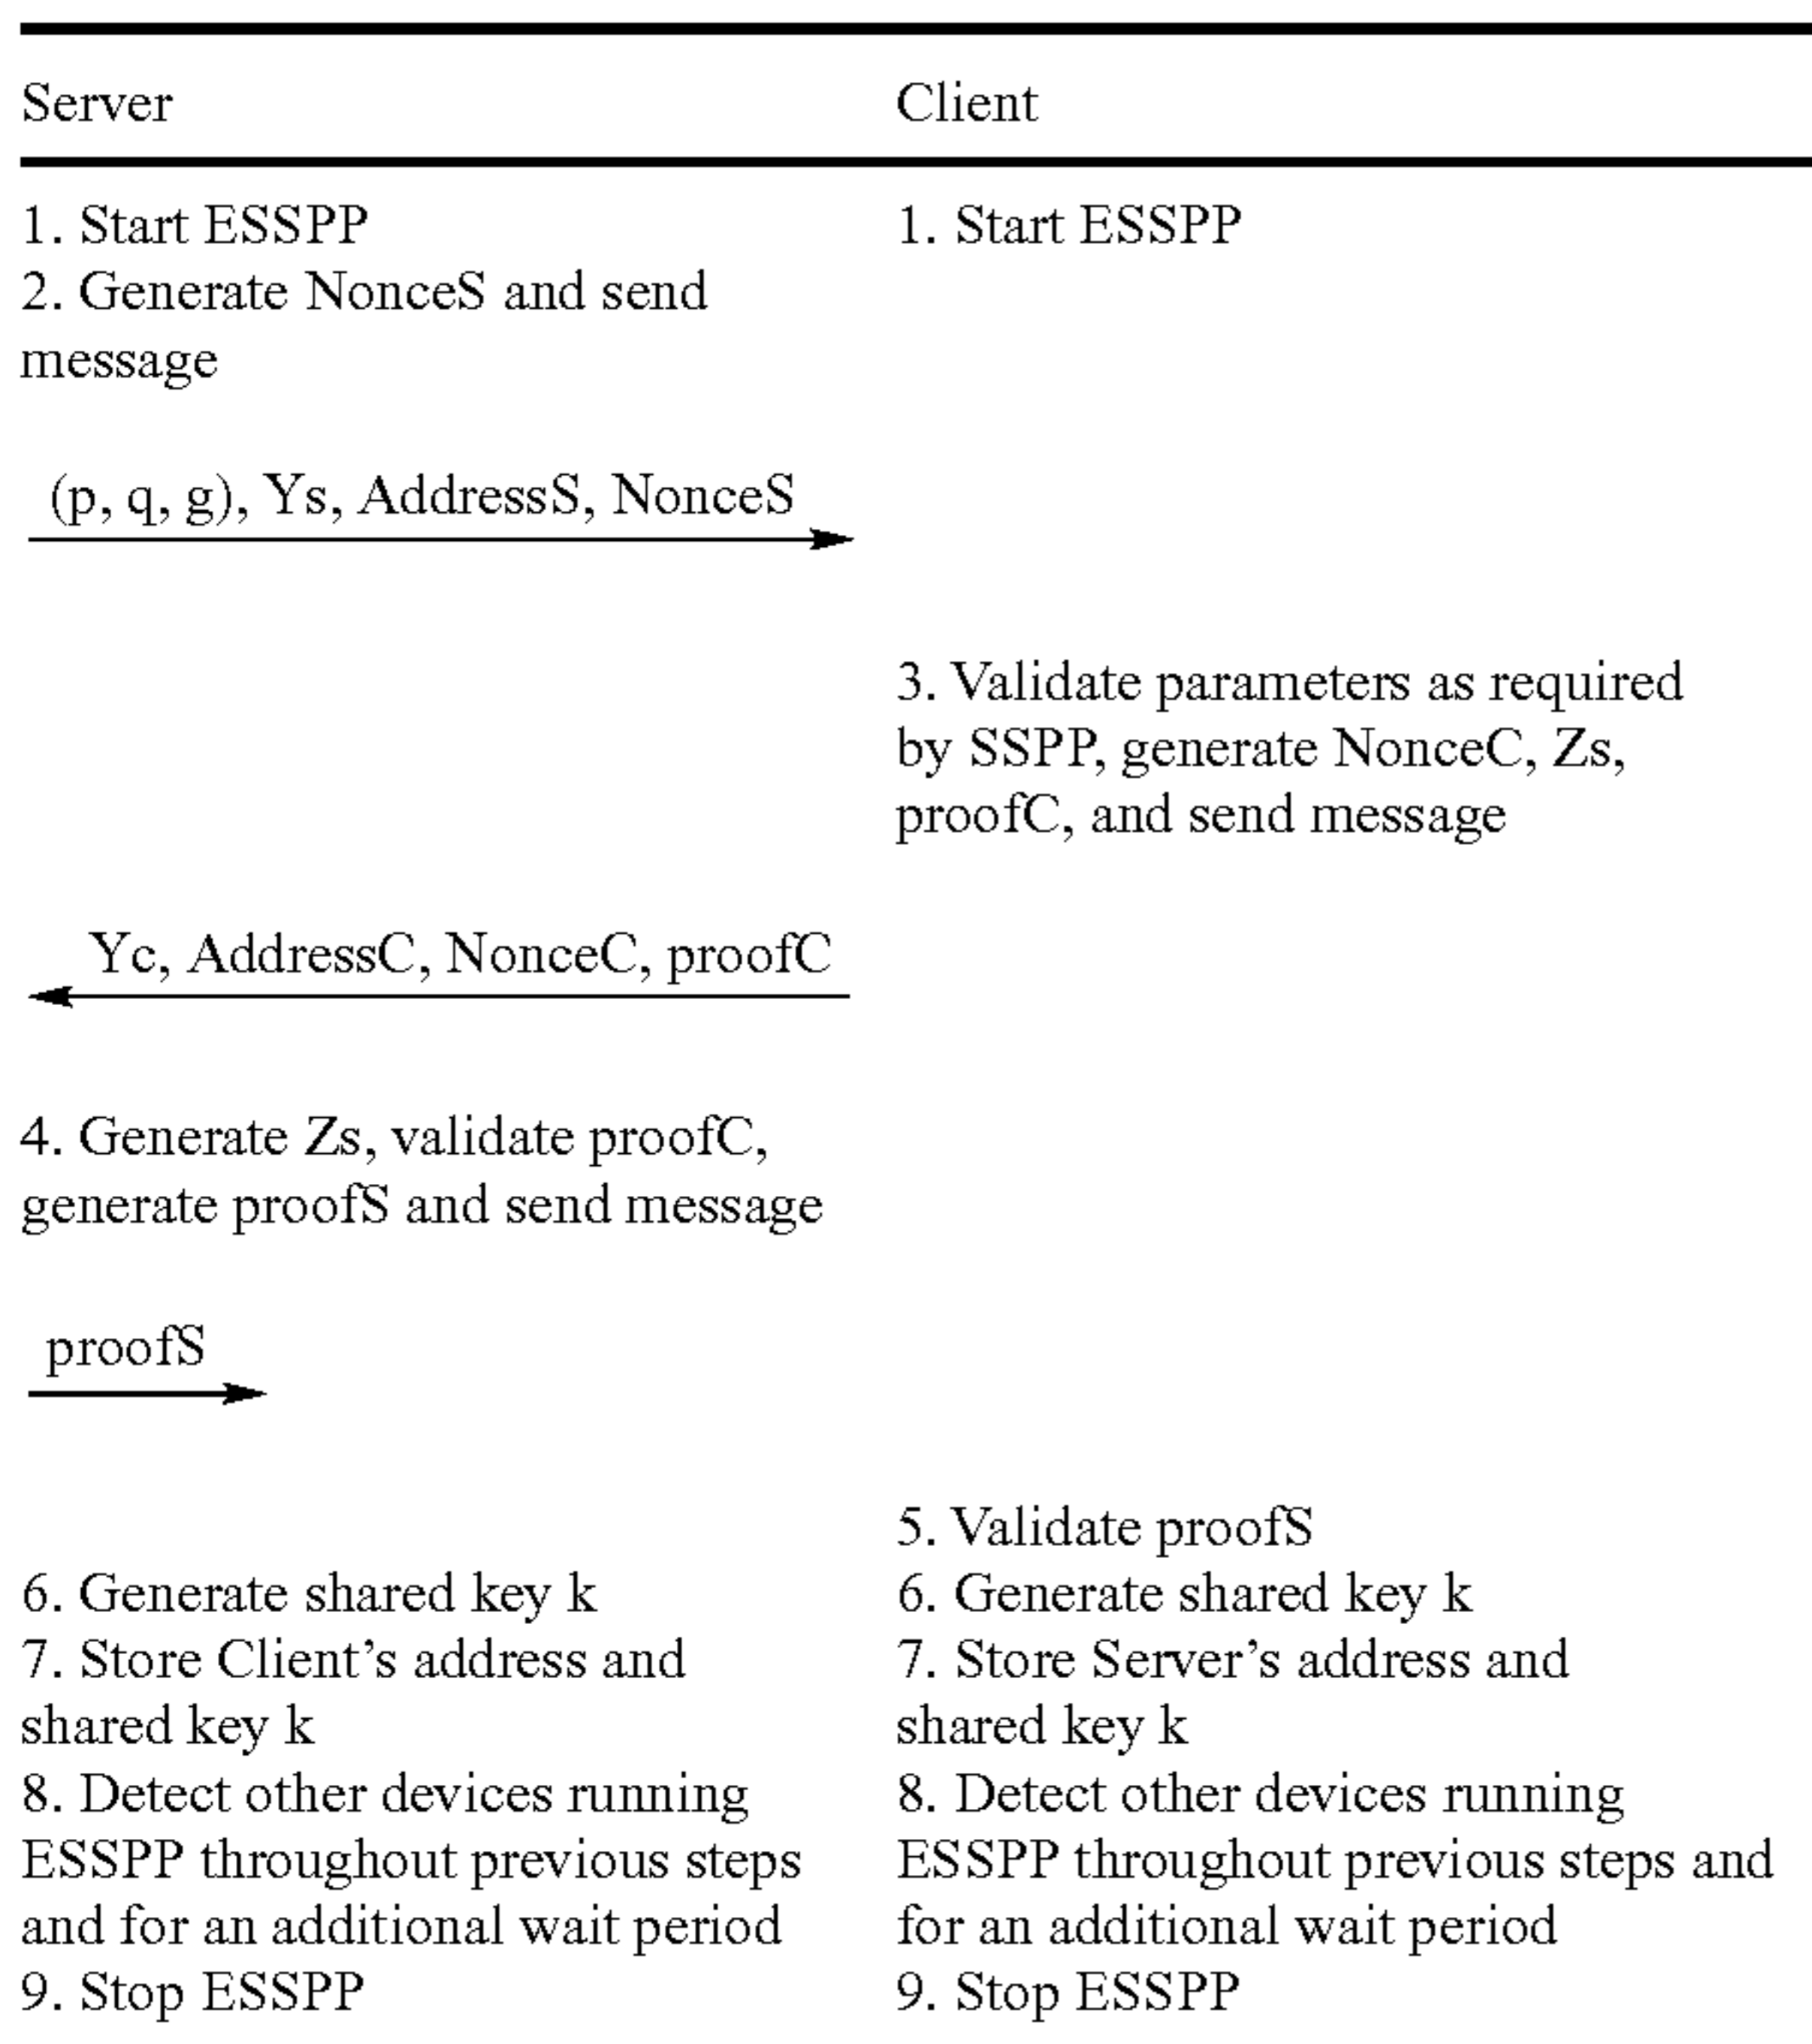 Server Client
1. Start ESSPP 1. Start ESSPP
2. Generate NonceS and send
message
(p, q, g), Ys, AddressS, NonceS
3. Validate parameters as required
by SSPP, generate NonceC, Zs,
proofC, and send message
Yc, AddressC, NonceC, proofC
4. Generate Zs, validate proofC,
generate proofS and send message
proofS
5. Validate proofS
6. Generate shared key k 6. Generate shared key k
7. Store Client’s address and 7. Store Server’s address and
shared key k shared key k
8. Detect other devices running 8. Detect other devices running
ESSPP throughout previous steps ESSPP throughout previous steps and
and for an additional wait period for an additional wait period
9. Stop ESSPP 9. Stop ESSPP